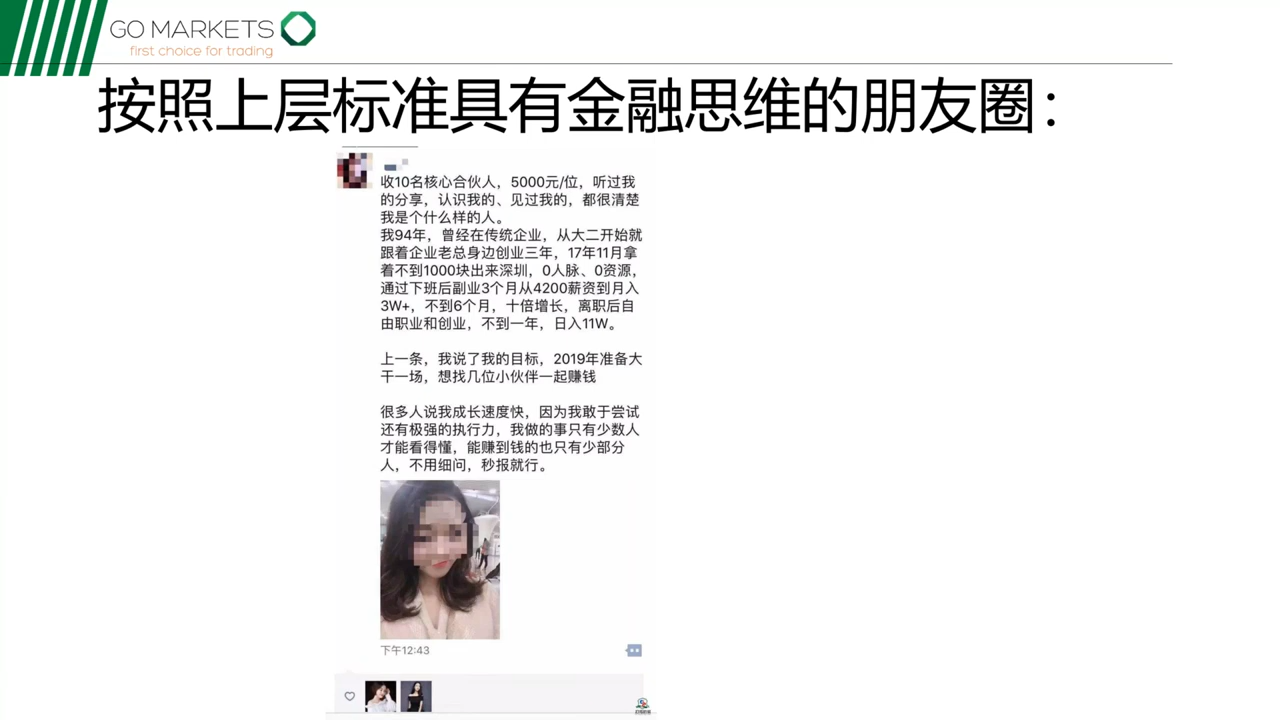 GO MARKETS
first choice for trading
按照上层标准具有金融思维的朋友圈：
收10名核心合伙人，5000元/位，听过我
的分享，认识我的、见过我的，都很清楚
我是个什么样的人。
我94年，曾经在传统企业，从大二开始就
跟着企业老总身边创业三年，17年11月拿
着不到1000块出来深圳，0人脉、0资源，
通过下班后副业3个月从4200薪资到月入
3W+，不到6个月，十倍增长，离职后自
由职业和创业，不到一年，日入11W。
上一条，我说了我的目标，2019年准备大
干一场，想找几位小伙伴一起赚钱
很多人说我成长速度快，因为我敢于尝试
还有极强的执行力，我做的事只有少数人
才能看得懂，能赚到钱的也只有少部分
人，不用细问，秒报就行。
下午12:43